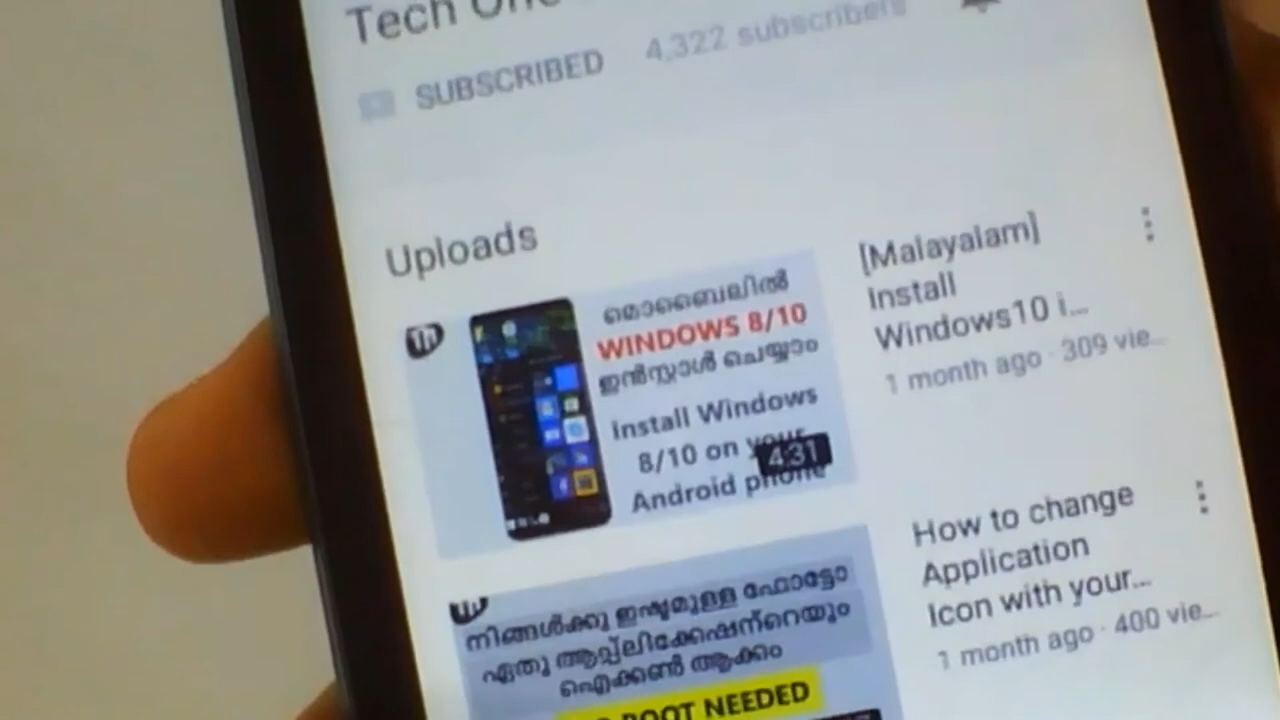 Tech One
SUBSCRIBED 4,322 subscribers
Uploads
മൊബൈലിൽ
WINDOWS 8/10
ഇൻസ്റ്റാൾ ചെയ്യാം
Install Windows
8/10 on your
Android phone
4:31
[Malayalam]
Install
Windows10 i...
1 month ago · 309 vie...
നിങ്ങൾക്കു ഇഷ്ടമുള്ള ഫോട്ടോ
ഏതു ആപ്പ്ലിക്കേഷന്റെയും
ഐക്കൺ ആക്കം
ROOT NEEDED
How to change
Application
Icon with your...
1 month ago · 400 vie...